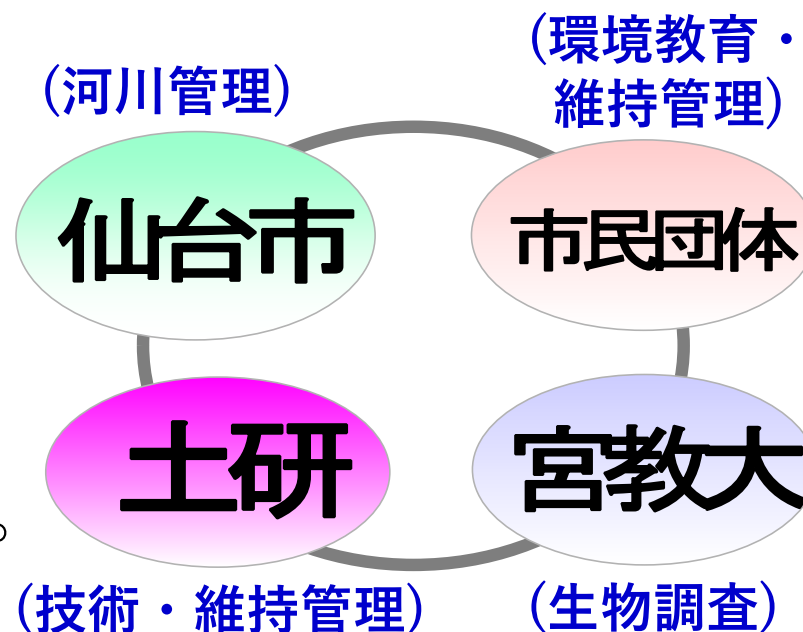 (河川管理)
(環境教育・
維持管理)
仙台市
市民団体
土研
宮教大
。
(技術・維持管理)
(生物調査)